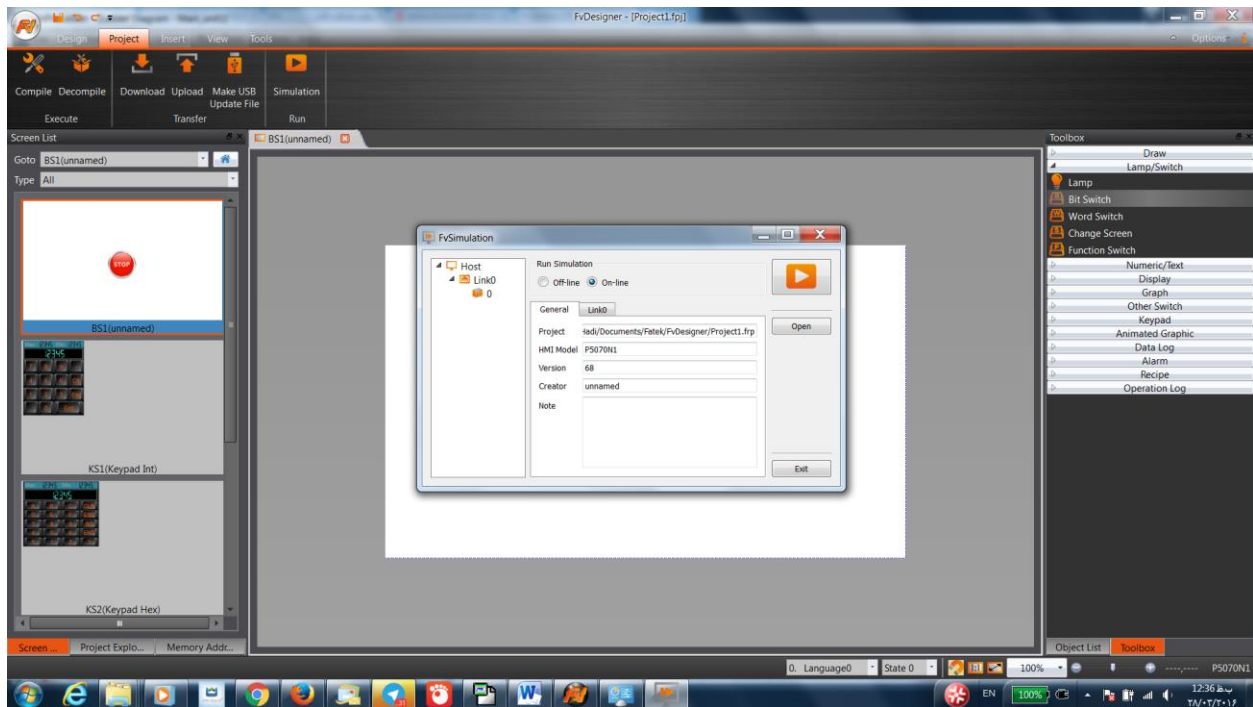 FvDesigner - [Project1.fpj]
Design Project Insert View Tools
Options
Compile Decompile Download Upload Make USB Update File Simulation
Execute Transfer Run
Screen List
Goto BS1(unnamed)
Type All
STOP
BS1(unnamed)
12345
KS1(Keypad Int)
12345
KS2(Keypad Hex)
Screen ... Project Explo... Memory Addr...
BS1(unnamed)
FvSimulation
Host
Link0
0
Run Simulation
Off-line On-line
General Link0
Project Hadi/Documents/Fatek/FvDesigner/Project1.frp
HMI Model P5070N1
Version 68
Creator unnamed
Note
Open
Exit
Toolbox
Draw
Lamp/Switch
Lamp
Bit Switch
Word Switch
Change Screen
Function Switch
Numeric/Text
Display
Graph
Other Switch
Keypad
Animated Graphic
Data Log
Alarm
Recipe
Operation Log
Object List Toolbox
0. Language0 State 0 100% ----,---- P5070N1
EN 100% 12:36 ب.ظ